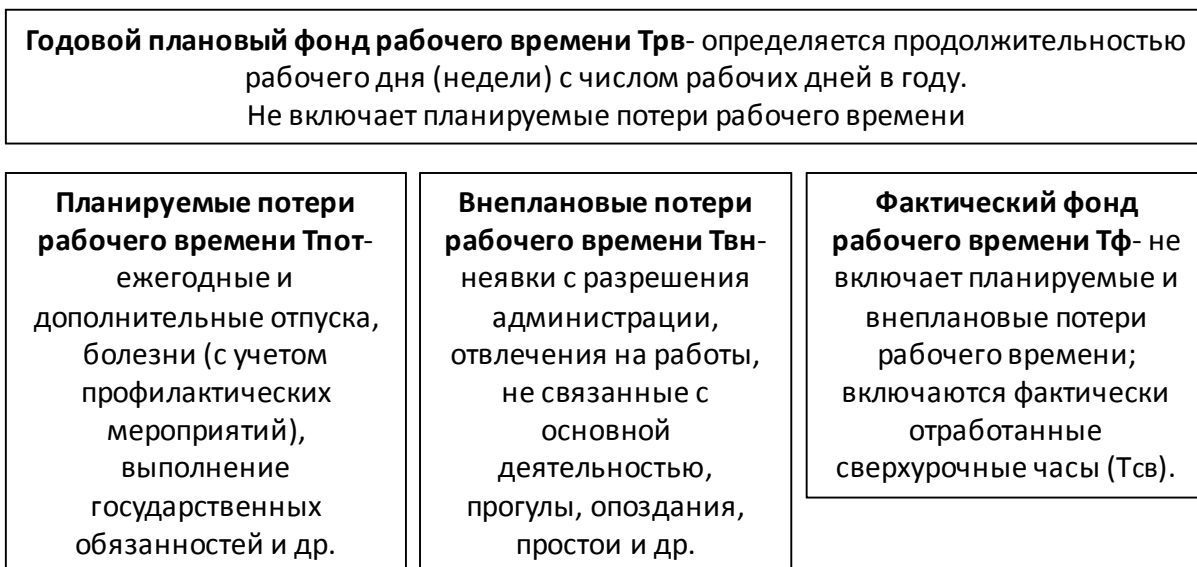 Годовой плановый фонд рабочего времени Трв- определяется продолжительностью
рабочего дня (недели) с числом рабочих дней в году.
Не включает планируемые потери рабочего времени
Планируемые потери
рабочего времени Тпот-
ежегодные и
дополнительные отпуска,
болезни (с учетом
профилактических
мероприятий),
выполнение
государственных
обязанностей и др.
Внеплановые потери
рабочего времени Твн-
неявки с разрешения
администрации,
отвлечения на работы,
не связанные с
основной
деятельностью,
прогулы, опоздания,
простои и др.
Фактический фонд
рабочего времени Тф- не
включает планируемые и
внеплановые потери
рабочего времени;
включаются фактически
отработанные
сверхурочные часы (Тсв).